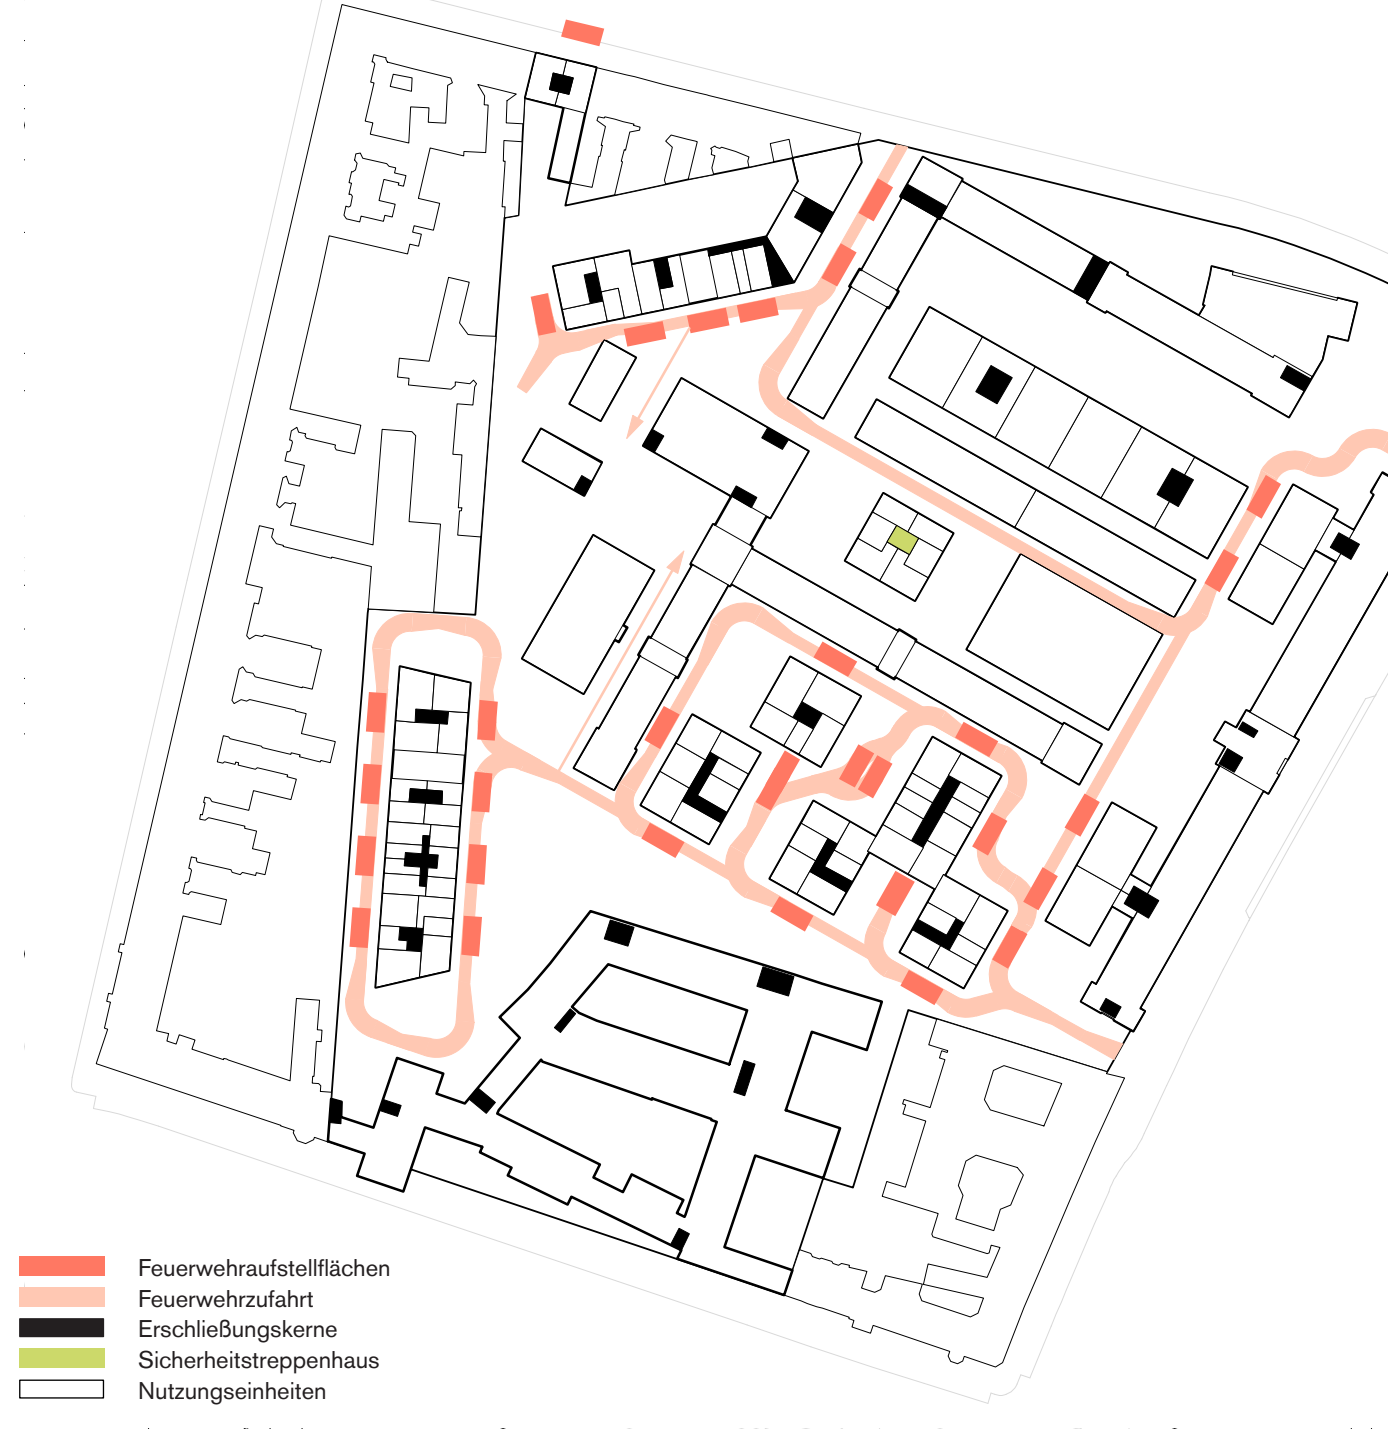 Feuerwehraufstellflächen
Feuerwehrzufahrt
Erschließungskerne
Sicherheitstreppenhaus
Nutzungseinheiten